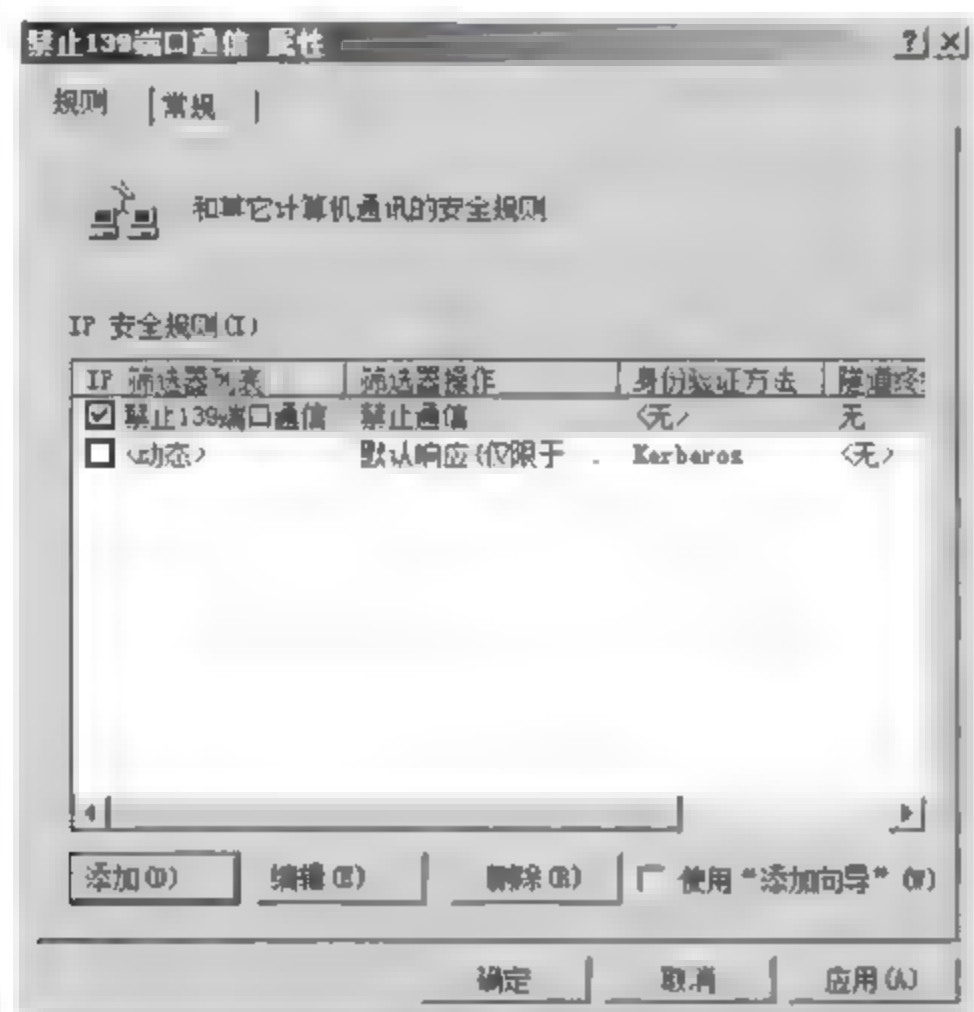 禁止139端口通信 属性
规则 常规
和其它计算机通讯的安全规则
IP 安全规则(I)
IP 筛选器列表 筛选器操作 身份验证方法 隧道终
禁止139端口通信 禁止通信 <无> 无
<动态> 默认响应(仅限于 . Kerberos <无>
添加(D) 编辑(E) 删除(R) 使用“添加向导”(W)
确定 取消 应用(A)